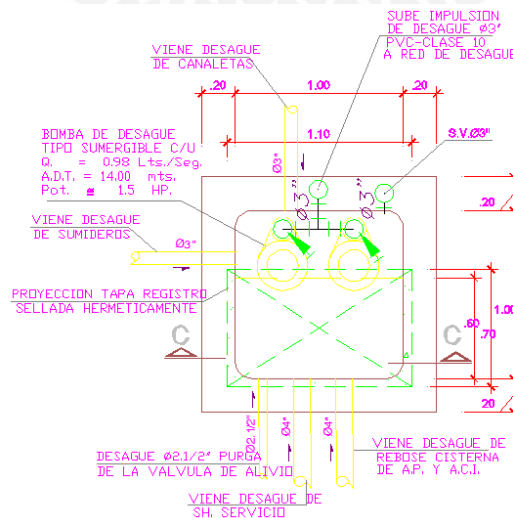 SUBE IMPULSION
DE DESAGUE ø3"
PVC-CLASE 10
A RED DE DESAGUE
VIENE DESAGUE
DE CANALETAS
.20
1.00
.20
1.10
BOMBA DE DESAGUE
TIPO SUMERGIBLE C/U
Q. = 0.98 Lts./Seg.
A.D.T. = 14.00 mts.
Pot. ≅ 1.5 HP.
S.V.Ø3"
Ø3"
Ø3"
Ø3"
.20
VIENE DESAGUE
DE SUMIDEROS
Ø3"
PROYECCION TAPA REGISTRO
SELLADA HERMETICAMENTE
1.00
.60
.70
C
C
.20
Ø2.1/2"
Ø4"
Ø4"
DESAGUE Ø2.1/2" PURGA
DE LA VALVULA DE ALIVIO
VIENE DESAGUE DE
REBOSE CISTERNA
DE A.P. Y A.C.I.
VIENE DESAGUE DE
SH. SERVICIO